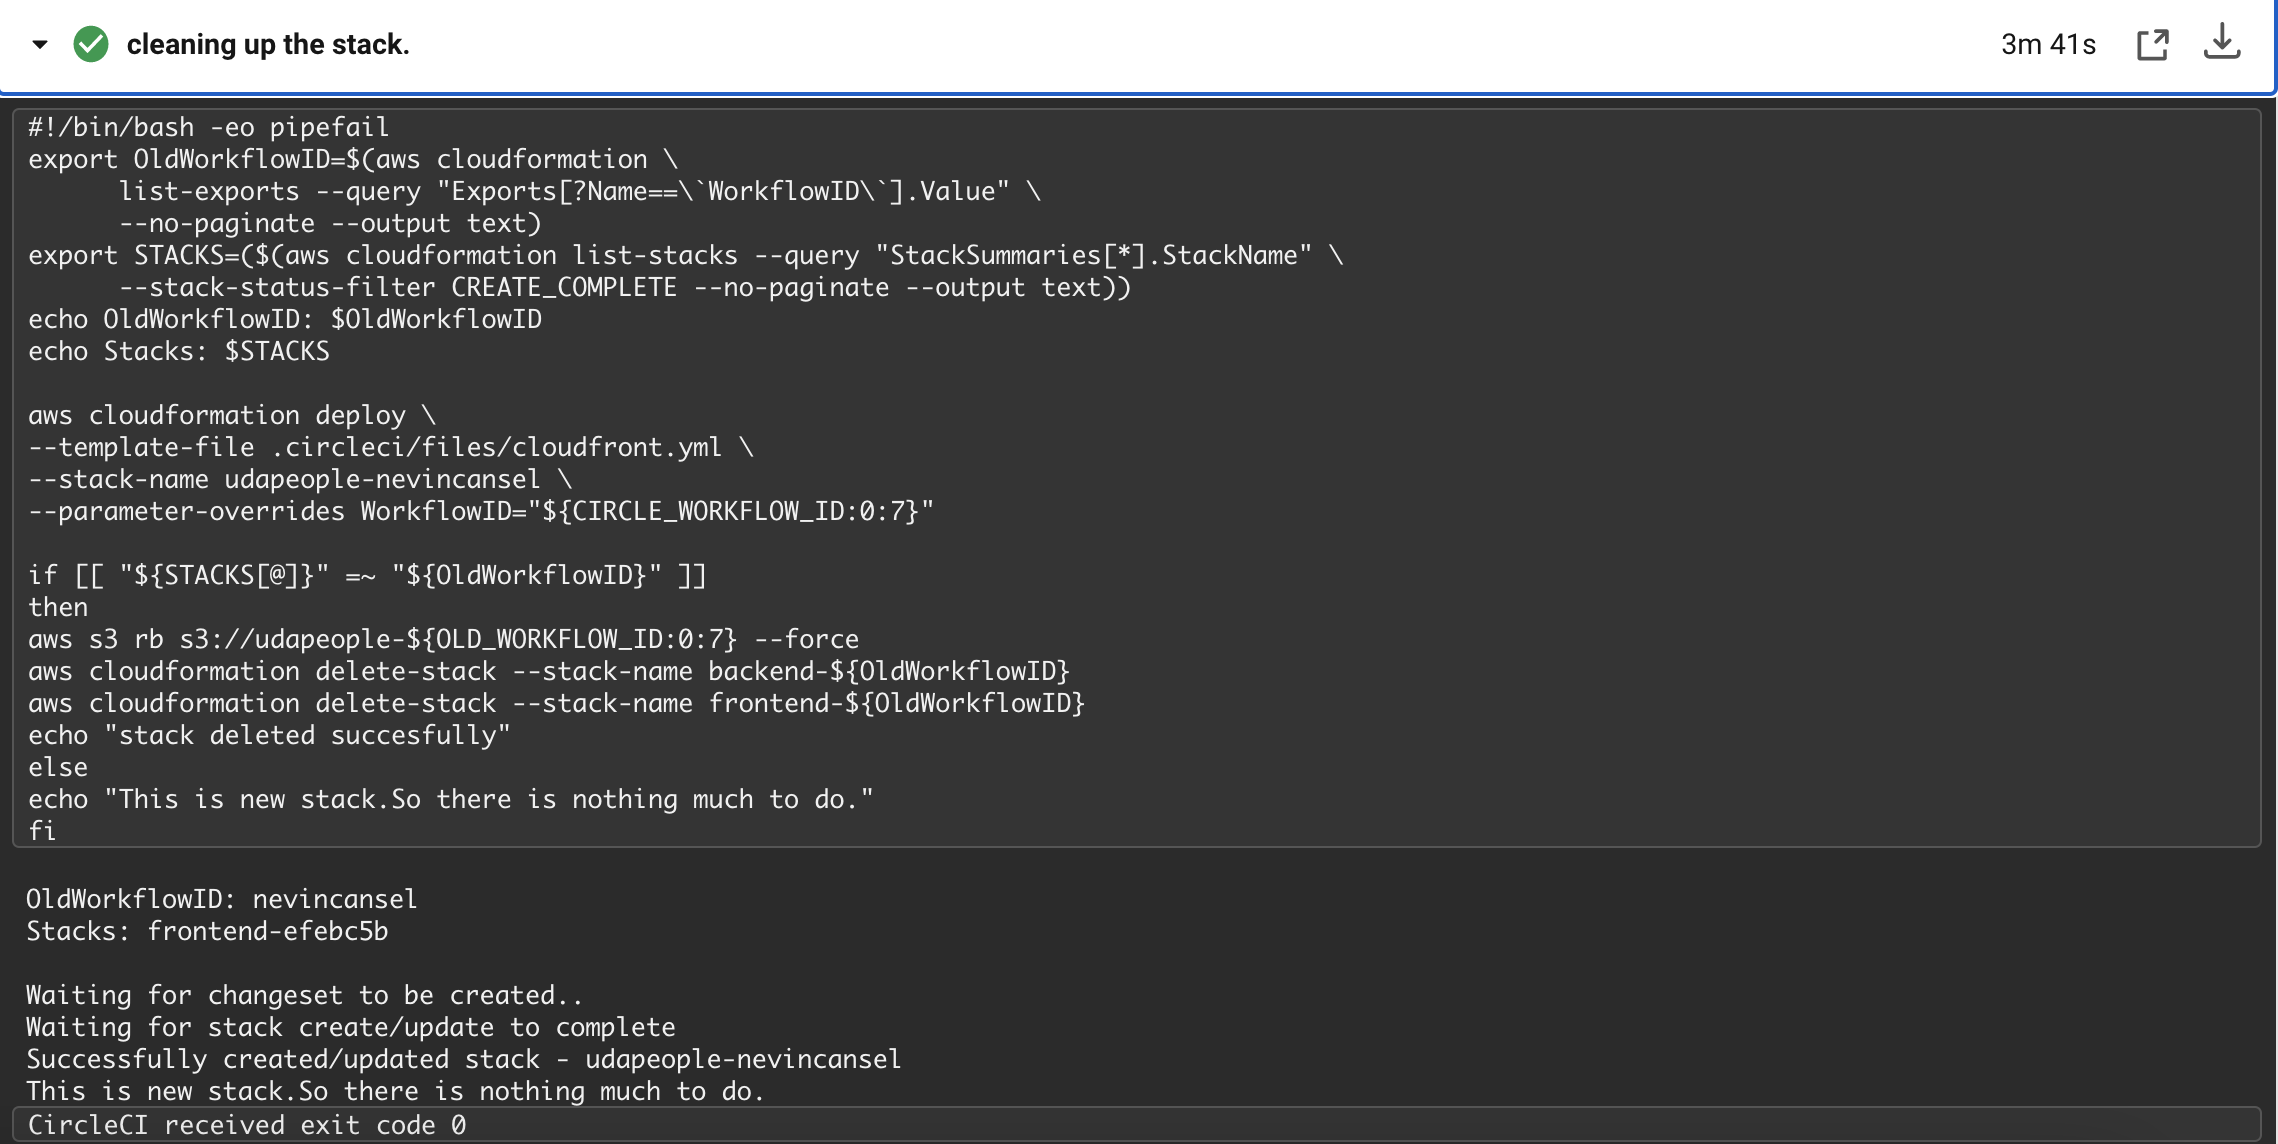 cleaning up the stack.
3m 41s
#!/bin/bash -eo pipefail
export OldWorkflowID=$(aws cloudformation \
      list-exports --query "Exports[?Name==\`WorkflowID\`].Value" \
      --no-paginate --output text)
export STACKS=($(aws cloudformation list-stacks --query "StackSummaries[*].StackName" \
      --stack-status-filter CREATE_COMPLETE --no-paginate --output text))
echo OldWorkflowID: $OldWorkflowID
echo Stacks: $STACKS

aws cloudformation deploy \
--template-file .circleci/files/cloudfront.yml \
--stack-name udapeople-nevincansel \
--parameter-overrides WorkflowID="${CIRCLE_WORKFLOW_ID:0:7}"

if [[ "${STACKS[@]}" =~ "${OldWorkflowID}" ]]
then
aws s3 rb s3://udapeople-${OLD_WORKFLOW_ID:0:7} --force
aws cloudformation delete-stack --stack-name backend-${OldWorkflowID}
aws cloudformation delete-stack --stack-name frontend-${OldWorkflowID}
echo "stack deleted succesfully"
else
echo "This is new stack.So there is nothing much to do."
fi

OldWorkflowID: nevincansel
Stacks: frontend-efebc5b

Waiting for changeset to be created..
Waiting for stack create/update to complete
Successfully created/updated stack - udapeople-nevincansel
This is new stack.So there is nothing much to do.
CircleCI received exit code 0